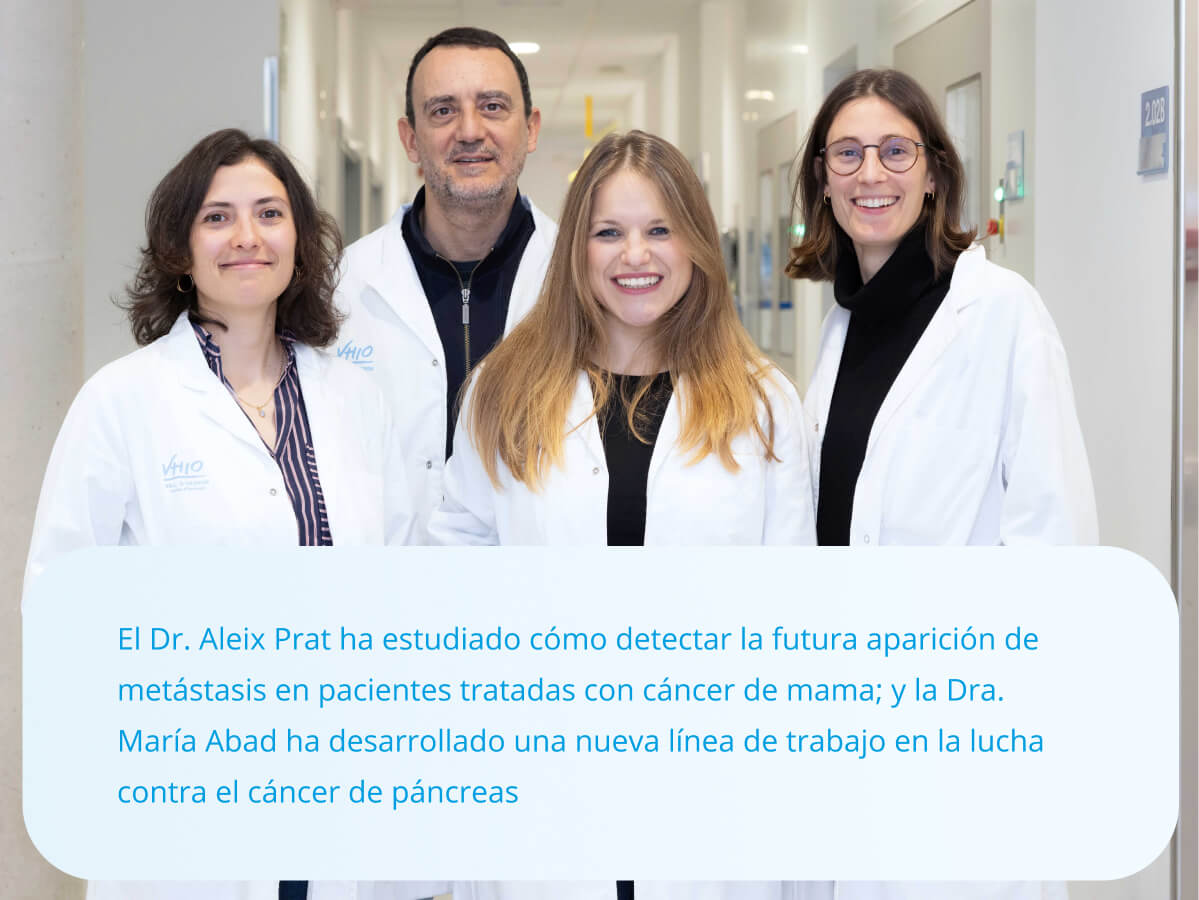 2.02B
VHIO
VHIO
El Dr. Aleix Prat ha estudiado cómo detectar la futura aparición de
metástasis en pacientes tratadas con cáncer de mama; y la Dra.
María Abad ha desarrollado una nueva línea de trabajo en la lucha
contra el cáncer de páncreas